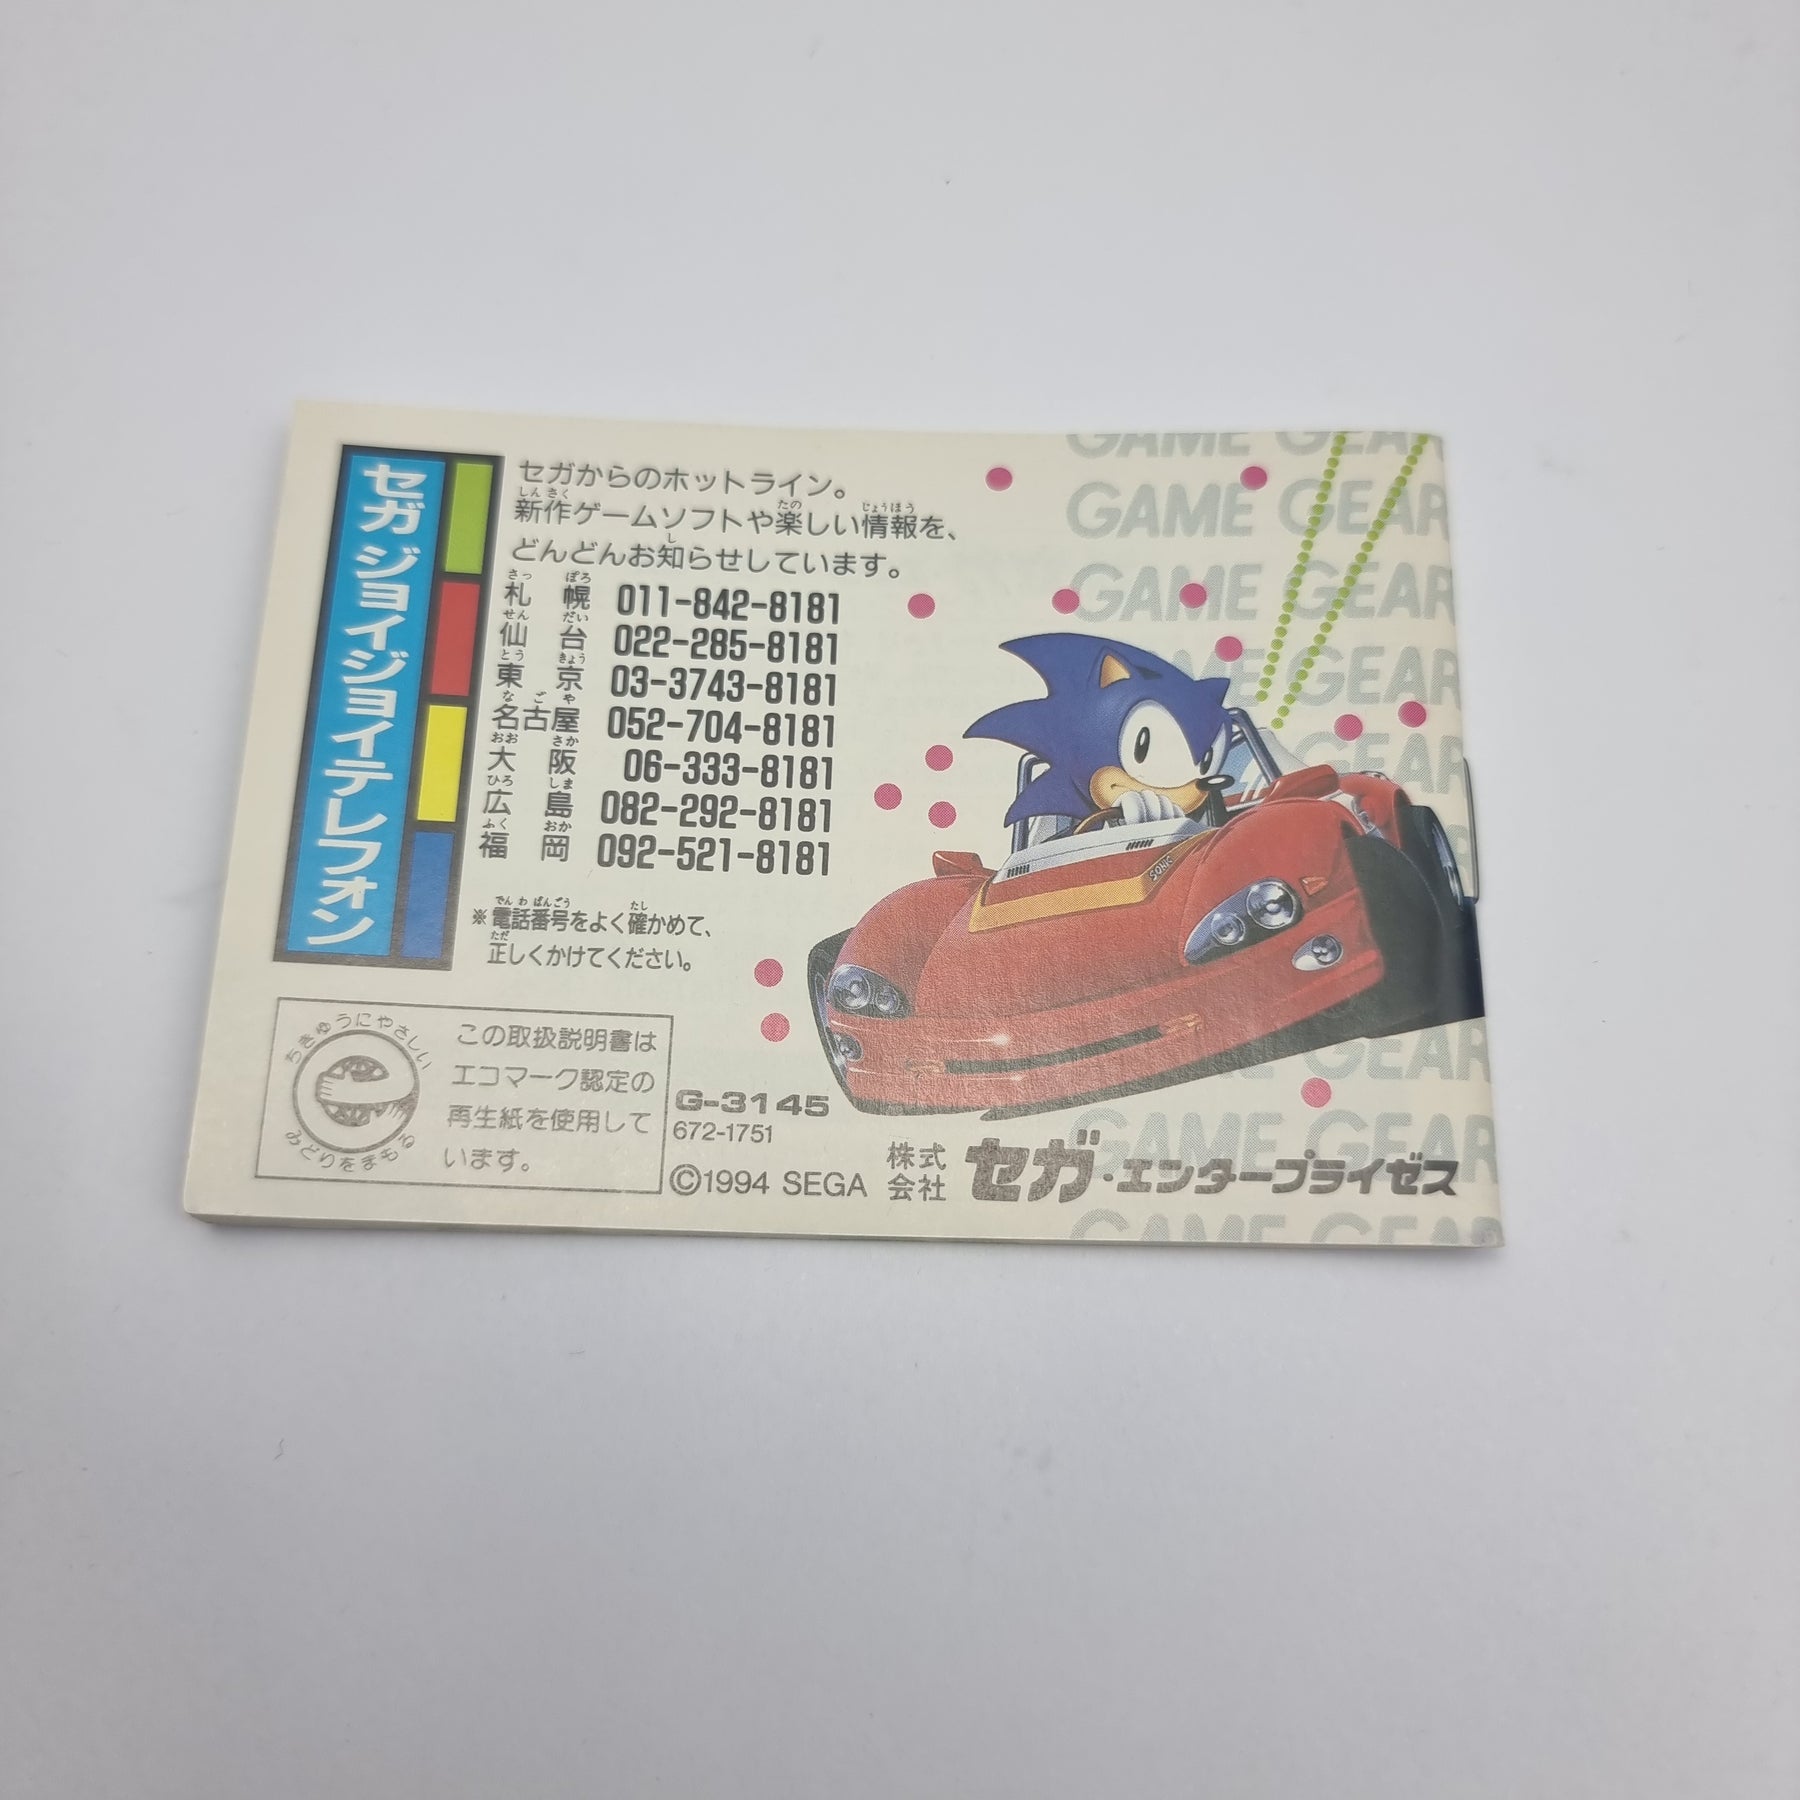 セガジョイジョイテレフォン
セガからのホットライン。
新作ゲームソフトや楽しい情報を、
どんどんお知らせしています。
札幌 011-842-8181
仙台 022-285-8181
東京 03-3743-8181
名古屋 052-704-8181
大阪 06-333-8181
広島 082-292-8181
福岡 092-521-8181
※電話番号をよく確かめて、
正しくかけてください。
ちきゅうにやさしい
みどりをまもる
この取扱説明書は
エコマーク認定の
再生紙を使用して
います。
G-3145
672-1751
©1994 SEGA
株式会社 セガ・エンタープライゼス
SONIC
GAME GEAR
GAME GEAR
GAME GEAR
GAME GEAR
GEAR
GEAR
GAME GEAR
GAME GEAR